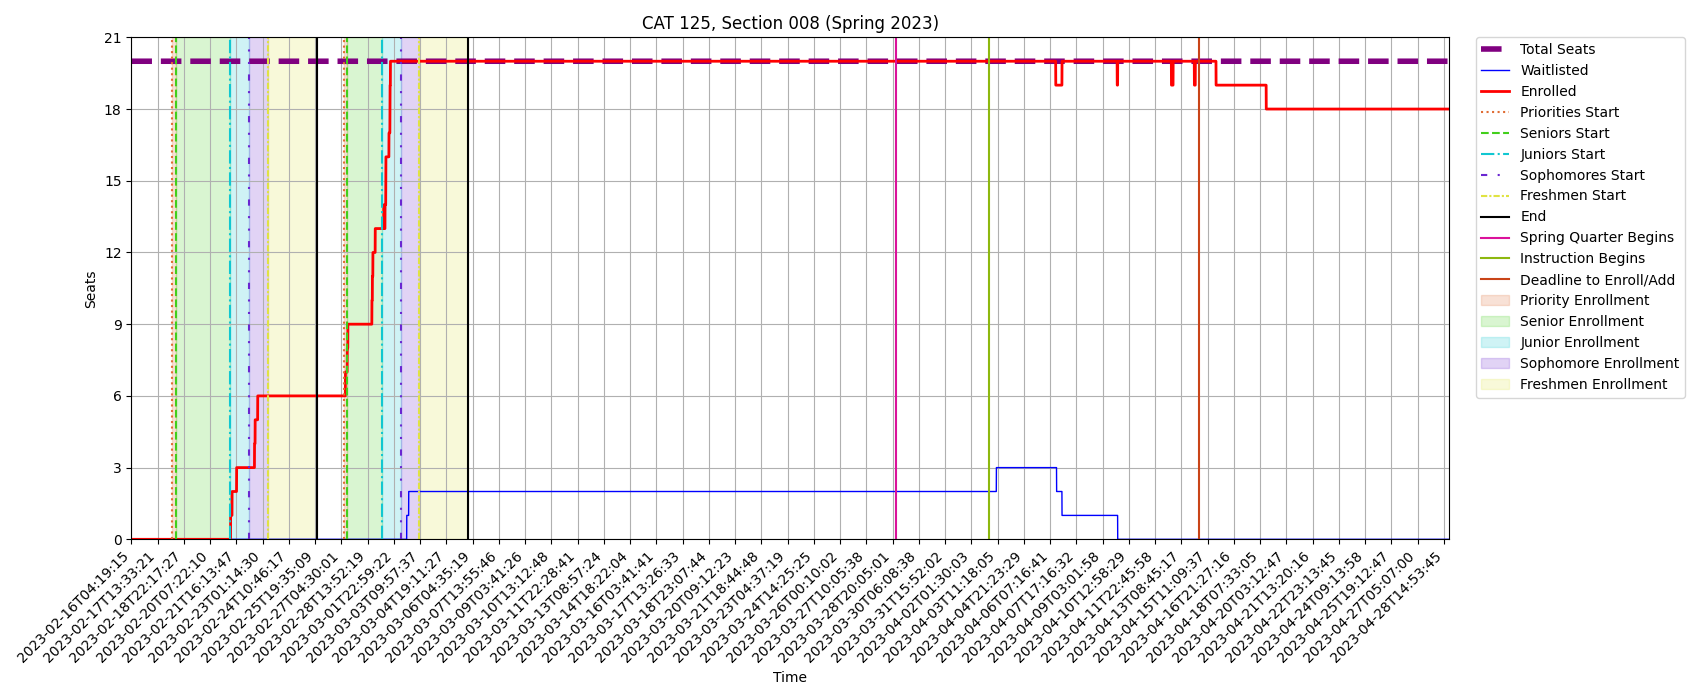 CAT 125, Section 008 (Spring 2023)
21
18
15
12
9
6
3
0
Seats
2023-02-16T04:19:15
2023-02-17T13:33:21
2023-02-18T22:17:27
2023-02-20T07:22:10
2023-02-21T16:13:47
2023-02-23T01:14:30
2023-02-24T10:46:17
2023-02-25T19:35:09
2023-02-27T04:30:01
2023-02-28T13:52:19
2023-03-01T22:59:22
2023-03-03T09:57:37
2023-03-04T19:11:27
2023-03-06T04:35:19
2023-03-07T13:55:46
2023-03-09T03:41:26
2023-03-10T13:12:48
2023-03-11T22:28:41
2023-03-13T08:57:24
2023-03-14T18:22:04
2023-03-16T03:41:41
2023-03-17T13:26:33
2023-03-18T23:07:44
2023-03-20T09:12:23
2023-03-21T18:44:48
2023-03-23T04:37:19
2023-03-24T14:25:25
2023-03-26T00:10:02
2023-03-27T10:05:38
2023-03-28T20:05:01
2023-03-30T06:08:39
2023-03-31T15:52:02
2023-04-02T01:30:03
2023-04-03T11:18:05
2023-04-04T21:23:29
2023-04-06T07:16:41
2023-04-07T17:16:32
2023-04-09T03:01:58
2023-04-10T12:58:29
2023-04-11T22:45:58
2023-04-13T08:45:17
2023-04-15T11:09:37
2023-04-16T21:27:16
2023-04-18T07:33:05
2023-04-20T03:12:47
2023-04-21T13:20:16
2023-04-22T23:13:45
2023-04-24T09:13:58
2023-04-25T19:12:47
2023-04-27T05:07:00
2023-04-28T14:53:45
Time
Total Seats
Waitlisted
Enrolled
Priorities Start
Seniors Start
Juniors Start
Sophomores Start
Freshmen Start
End
Spring Quarter Begins
Instruction Begins
Deadline to Enroll/Add
Priority Enrollment
Senior Enrollment
Junior Enrollment
Sophomore Enrollment
Freshmen Enrollment